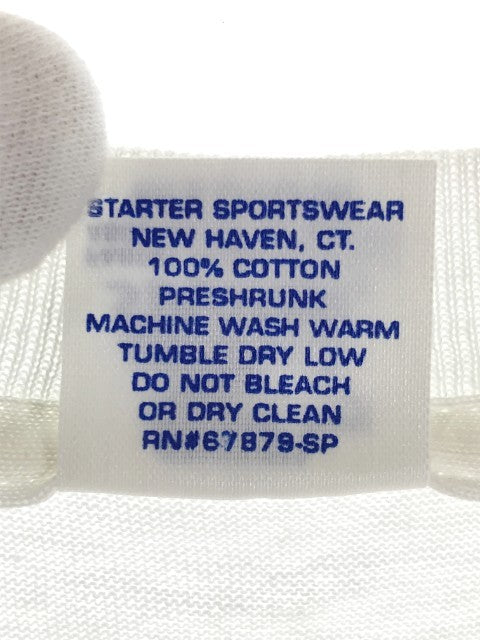 STARTER SPORTSWEAR
NEW HAVEN, CT.
100% COTTON
PRESHRUNK
MACHINE WASH WARM
TUMBLE DRY LOW
DO NOT BLEACH
OR DRY CLEAN
RN#67879-SP